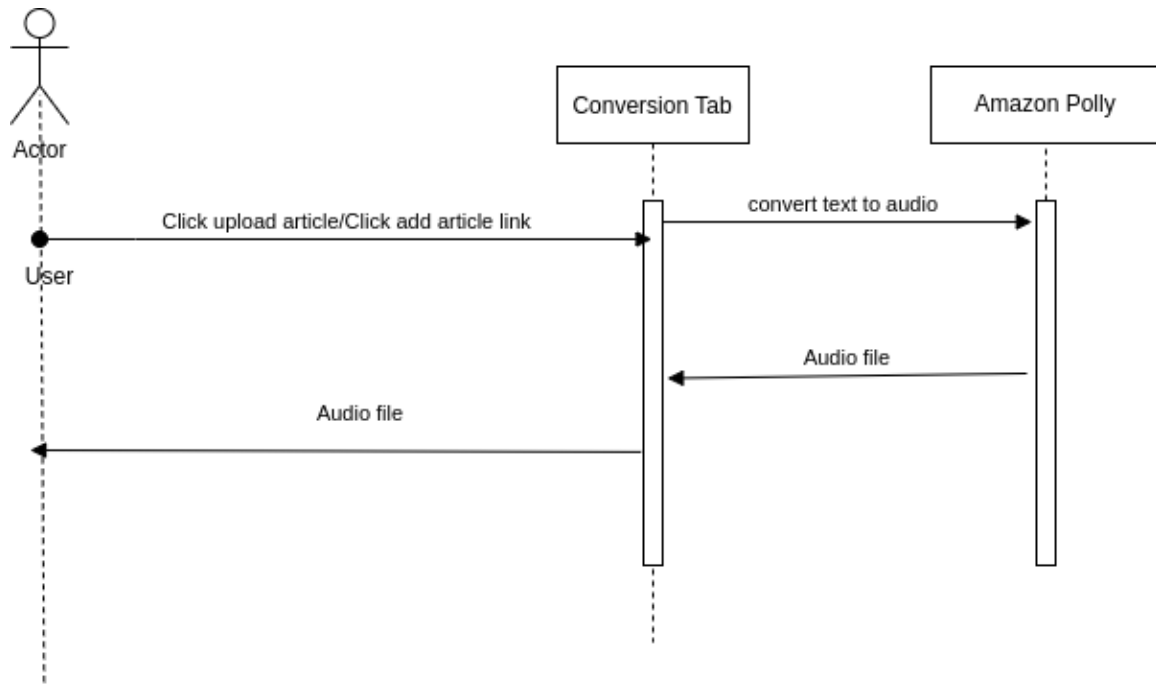 Conversion Tab
Amazon Polly
Actor
convert text to audio
Click upload article/Click add article link
User
Audio file
Audio file